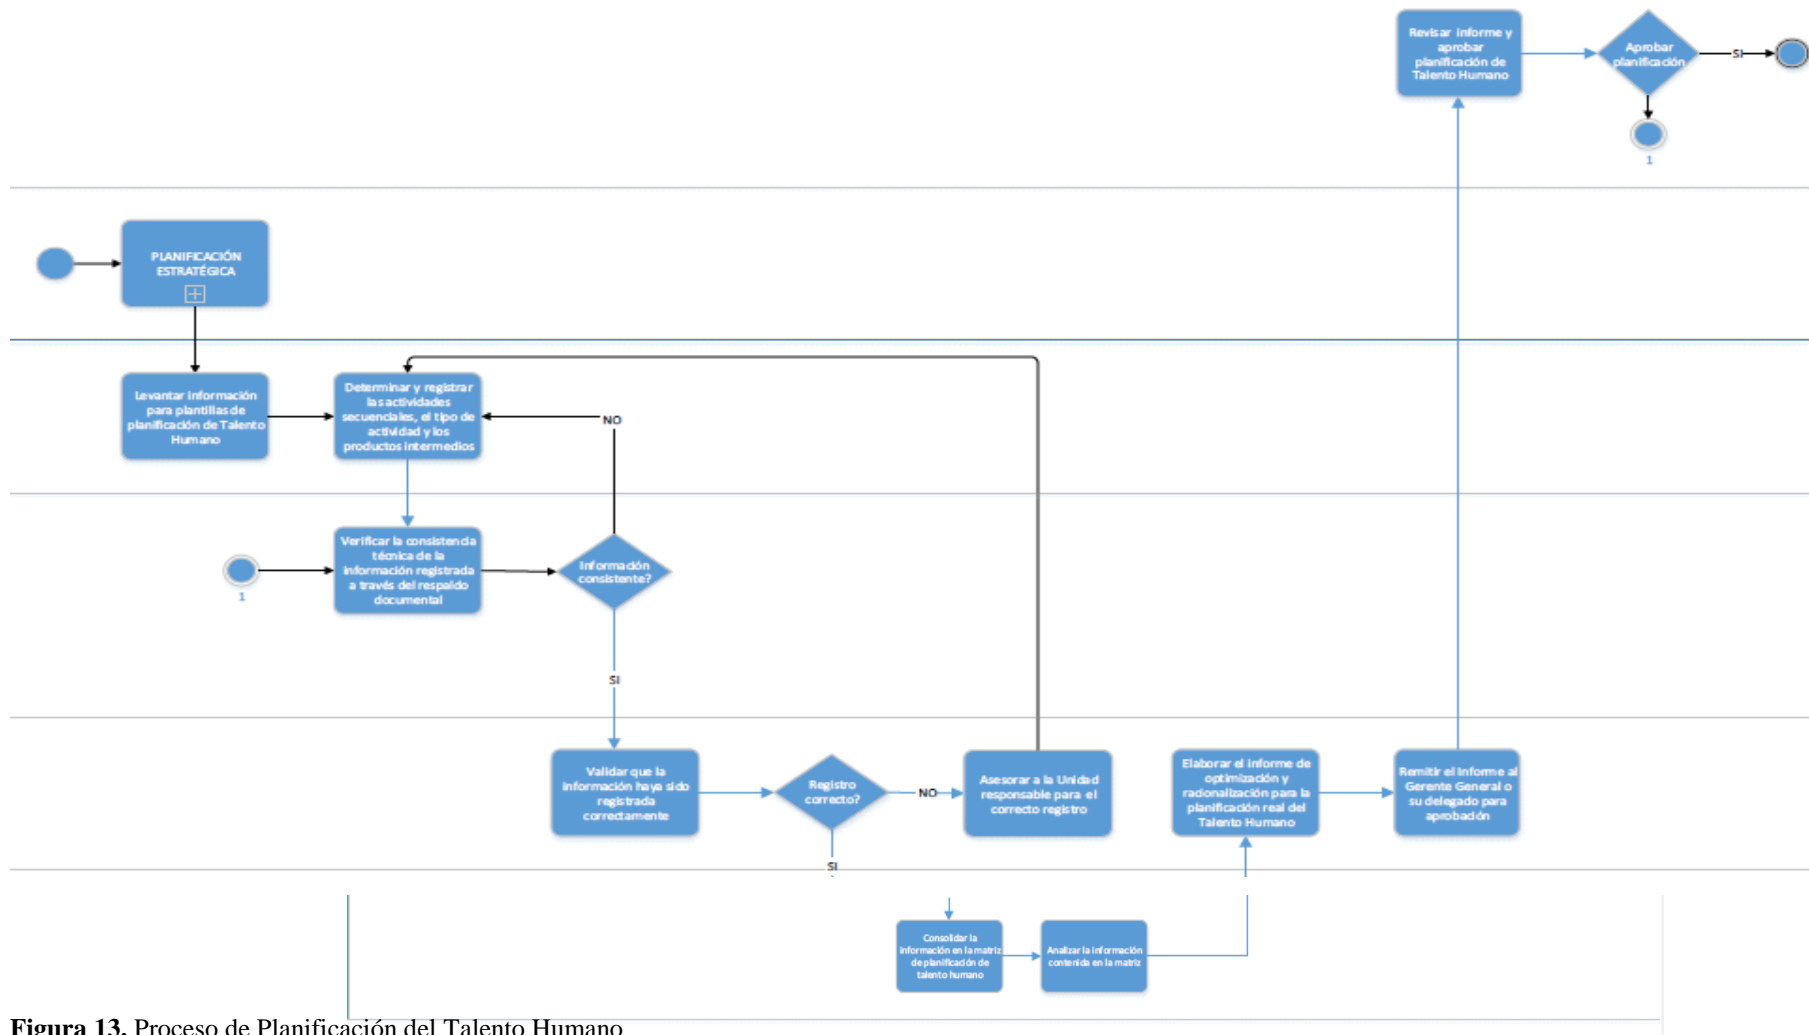 Revisar informe y
aprobar
planificación de
Talento Humano
Aprobar
planificación
SI
1
PLANIFICACIÓN
ESTRATÉGICA
Levantar información
para plantillas de
planificación de Talento
Humano
Determinar y registrar
las actividades
secuenciales, el tipo de
actividad y los
productos intermedios
NO
Verificar la consistencia
técnica de la
información registrada
a través del respaldo
documental
1
Información
consistente?
SI
Validar que la
información haya sido
registrada
correctamente
Registro
correcto?
NO
Asesorar a la Unidad
responsable para el
correcto registro
SI
Elaborar el informe de
optimización y
racionalización para la
planificación real del
Talento Humano
Remitir el Informe al
Gerente General o
su delegado para
aprobación
Consolidar la
información en la matriz
de planificación de
talento humano
Analizar la información
contenida en la matriz
Figura 13. Proceso de Planificación del Talento Humano